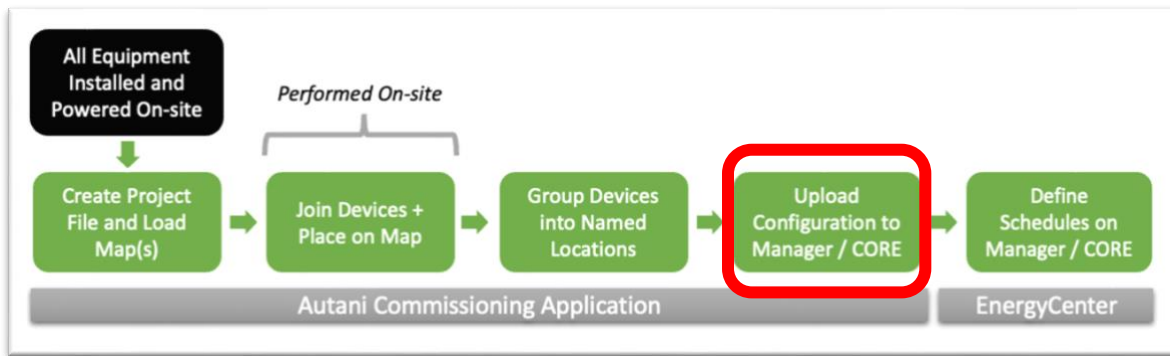 All Equipment
Installed and
Powered On-site
Performed On-site
Create Project
File and Load
Map(s)
Join Devices +
Place on Map
Group Devices
into Named
Locations
Upload
Configuration to
Manager / CORE
Define
Schedules on
Manager / CORE
Autani Commissioning Application
EnergyCenter